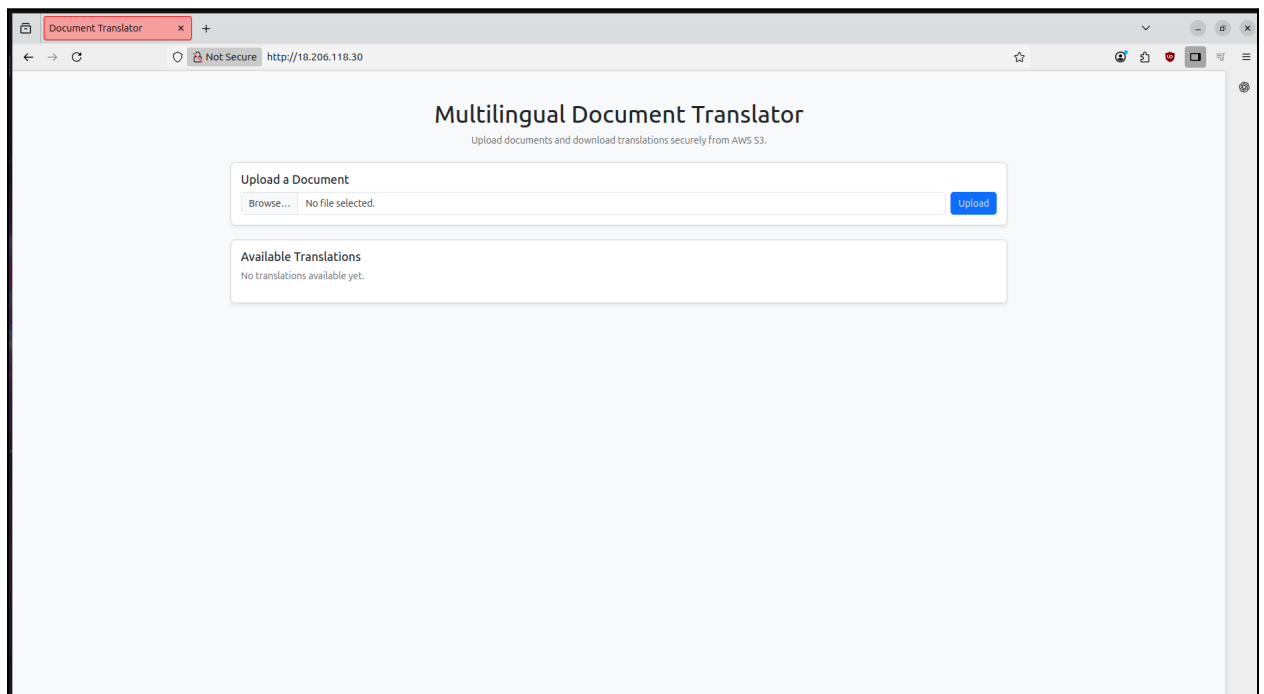 Document Translator
Not Secure http://18.206.118.30
Multilingual Document Translator
Upload documents and download translations securely from AWS S3.
Upload a Document
Browse... No file selected. Upload
Available Translations
No translations available yet.